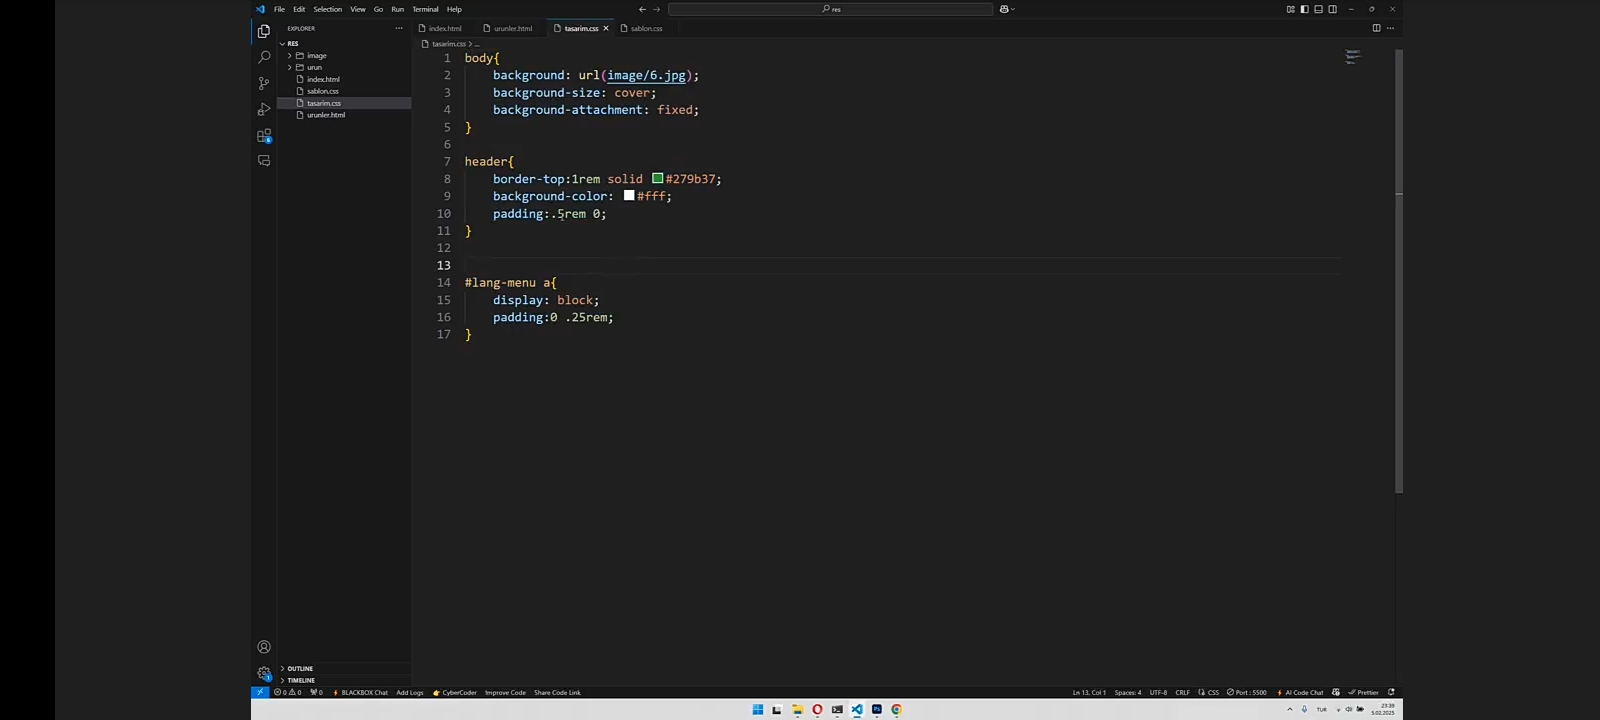 File Edit Selection View Go Run Terminal Help
res
EXPLORER
RES
image
urun
index.html
sablon.css
tasarim.css
urunler.html
index.html urunler.html tasarim.css sablon.css
tasarim.css > ...
1 body{
2 background: url(image/6.jpg);
3 background-size: cover;
4 background-attachment: fixed;
5 }
6
7 header{
8 border-top:1rem solid #279b37;
9 background-color: #fff;
10 padding:.5rem 0;
11 }
12
13
14 #lang-menu a{
15 display: block;
16 padding:0 .25rem;
17 }
OUTLINE
TIMELINE
0 0 0 BLACKBOX Chat Add Logs CyberCoder Improve Code Share Code Link
Ln 13, Col 1 Spaces: 4 UTF-8 CRLF CSS Port : 5500 AI Code Chat Prettier
TUR 23:39
5.02.2025